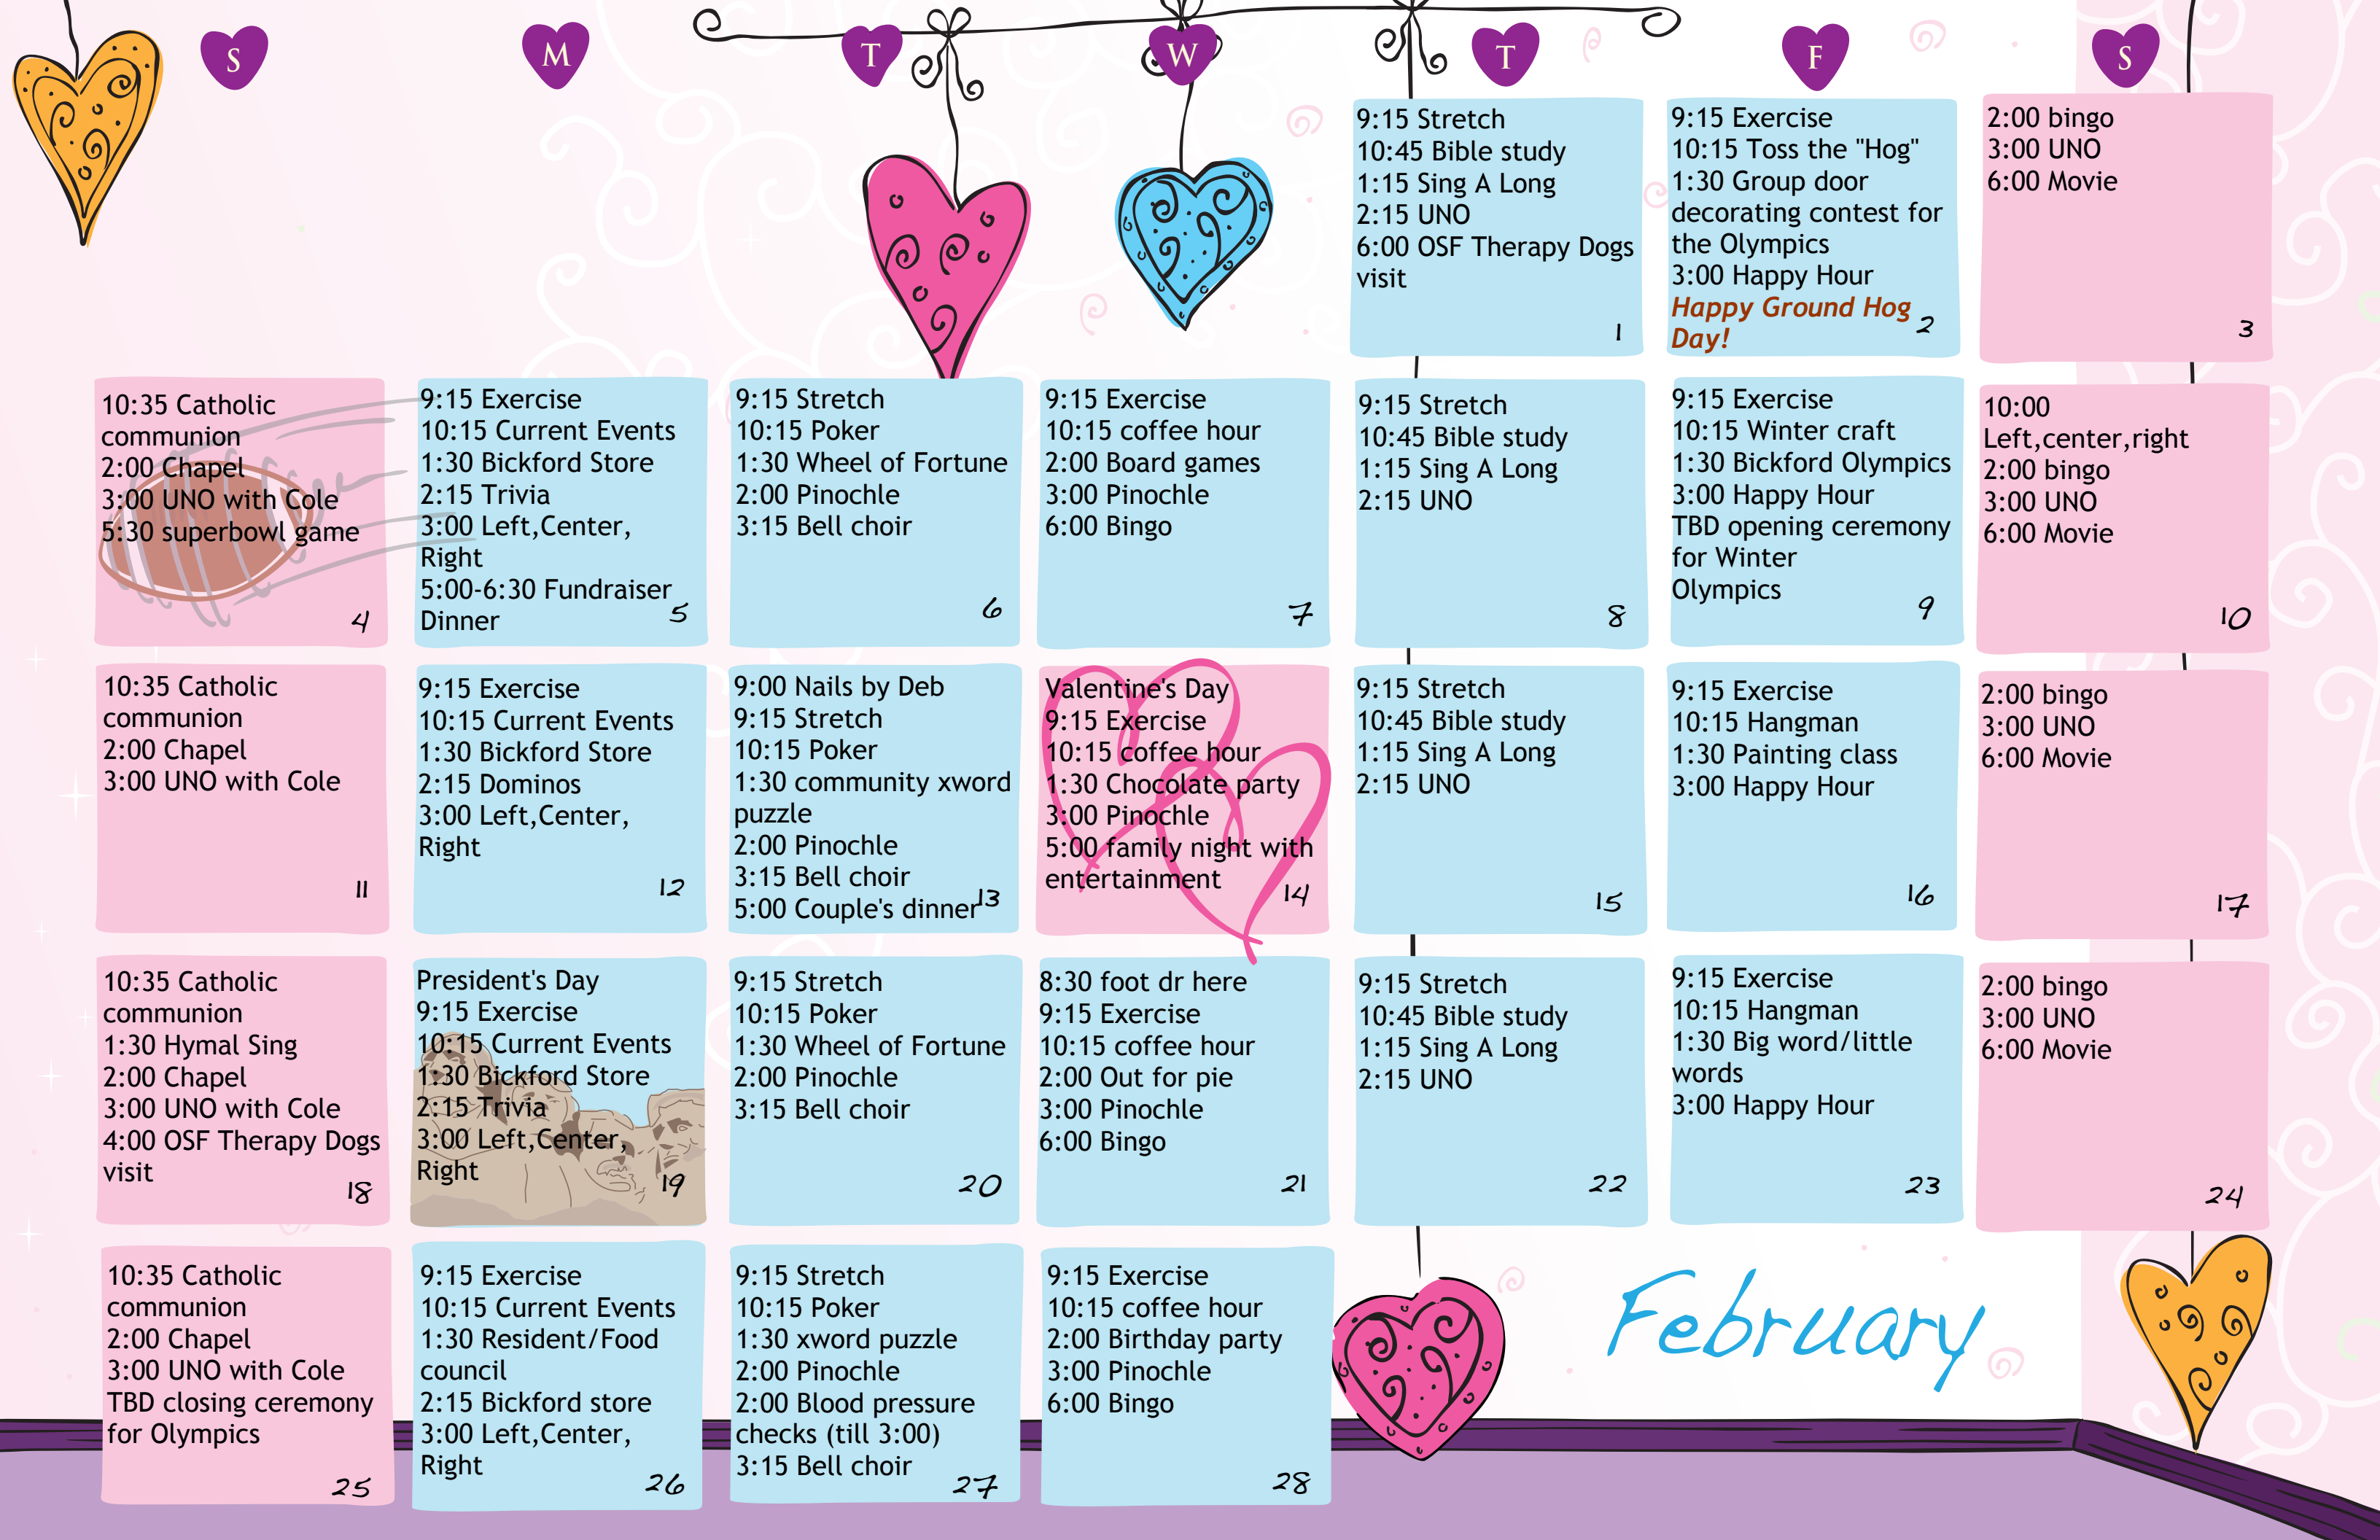 S
M
T
W
T
F
S
9:15 Stretch
10:45 Bible study
1:15 Sing A Long
2:15 UNO
6:00 OSF Therapy Dogs
visit
1
9:15 Exercise
10:15 Toss the "Hog"
1:30 Group door
decorating contest for
the Olympics
3:00 Happy Hour
Happy Ground Hog
Day!
2
2:00 bingo
3:00 UNO
6:00 Movie
3
10:35 Catholic
communion
2:00 Chapel
3:00 UNO with Cole
5:30 superbowl game
4
9:15 Exercise
10:15 Current Events
1:30 Bickford Store
2:15 Trivia
3:00 Left,Center,
Right
5:00-6:30 Fundraiser
Dinner
5
9:15 Stretch
10:15 Poker
1:30 Wheel of Fortune
2:00 Pinochle
3:15 Bell choir
6
9:15 Exercise
10:15 coffee hour
2:00 Board games
3:00 Pinochle
6:00 Bingo
7
9:15 Stretch
10:45 Bible study
1:15 Sing A Long
2:15 UNO
8
9:15 Exercise
10:15 Winter craft
1:30 Bickford Olympics
3:00 Happy Hour
TBD opening ceremony
for Winter
Olympics
9
10:00
Left,center,right
2:00 bingo
3:00 UNO
6:00 Movie
10
10:35 Catholic
communion
2:00 Chapel
3:00 UNO with Cole
11
9:15 Exercise
10:15 Current Events
1:30 Bickford Store
2:15 Dominos
3:00 Left,Center,
Right
12
9:00 Nails by Deb
9:15 Stretch
10:15 Poker
1:30 community xword
puzzle
2:00 Pinochle
3:15 Bell choir
5:00 Couple's dinner
13
Valentine's Day
9:15 Exercise
10:15 coffee hour
1:30 Chocolate party
3:00 Pinochle
5:00 family night with
entertainment
14
9:15 Stretch
10:45 Bible study
1:15 Sing A Long
2:15 UNO
15
9:15 Exercise
10:15 Hangman
1:30 Painting class
3:00 Happy Hour
16
2:00 bingo
3:00 UNO
6:00 Movie
17
10:35 Catholic
communion
1:30 Hymal Sing
2:00 Chapel
3:00 UNO with Cole
4:00 OSF Therapy Dogs
visit
18
President's Day
9:15 Exercise
10:15 Current Events
1:30 Bickford Store
2:15 Trivia
3:00 Left,Center,
Right
19
9:15 Stretch
10:15 Poker
1:30 Wheel of Fortune
2:00 Pinochle
3:15 Bell choir
20
8:30 foot dr here
9:15 Exercise
10:15 coffee hour
2:00 Out for pie
3:00 Pinochle
6:00 Bingo
21
9:15 Stretch
10:45 Bible study
1:15 Sing A Long
2:15 UNO
22
9:15 Exercise
10:15 Hangman
1:30 Big word/little
words
3:00 Happy Hour
23
2:00 bingo
3:00 UNO
6:00 Movie
24
10:35 Catholic
communion
2:00 Chapel
3:00 UNO with Cole
TBD closing ceremony
for Olympics
25
9:15 Exercise
10:15 Current Events
1:30 Resident/Food
council
2:15 Bickford store
3:00 Left,Center,
Right
26
9:15 Stretch
10:15 Poker
1:30 xword puzzle
2:00 Pinochle
2:00 Blood pressure
checks (till 3:00)
3:15 Bell choir
27
9:15 Exercise
10:15 coffee hour
2:00 Birthday party
3:00 Pinochle
6:00 Bingo
28
February